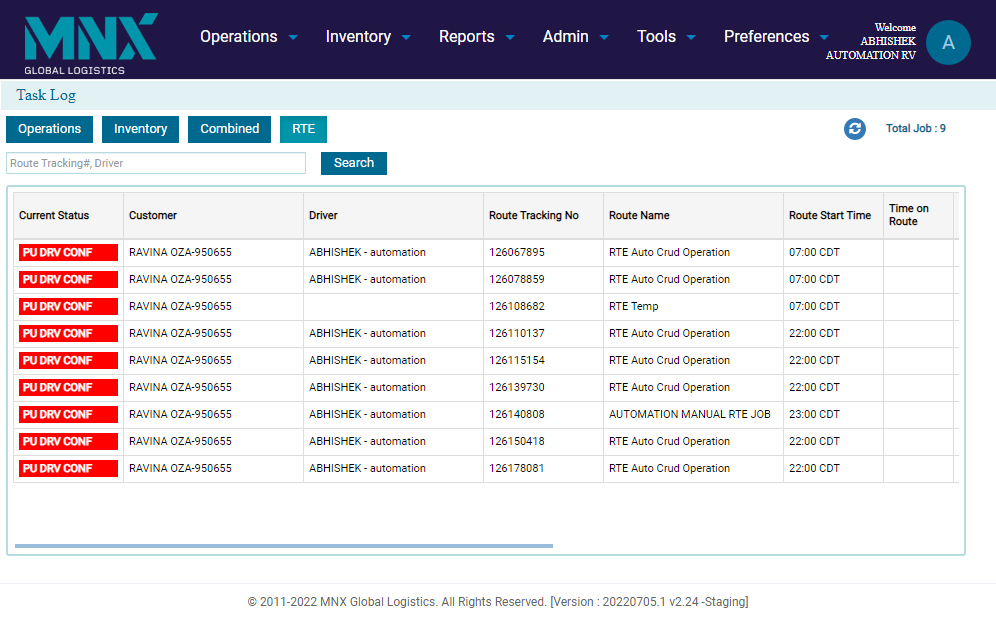 MNX
GLOBAL LOGISTICS
Operations Inventory Reports Admin Tools Preferences
Welcome
ABHISHEK
AUTOMATION RV
A
Task Log
Operations Inventory Combined RTE Total Job : 9
Route Tracking#, Driver Search
Current Status Customer Driver Route Tracking No Route Name Route Start Time Time on Route
PU DRV CONF RAVINA OZA-950655 ABHISHEK - automation 126067895 RTE Auto Crud Operation 07:00 CDT
PU DRV CONF RAVINA OZA-950655 ABHISHEK - automation 126078859 RTE Auto Crud Operation 07:00 CDT
PU DRV CONF RAVINA OZA-950655 126108682 RTE Temp 07:00 CDT
PU DRV CONF RAVINA OZA-950655 ABHISHEK - automation 126110137 RTE Auto Crud Operation 22:00 CDT
PU DRV CONF RAVINA OZA-950655 ABHISHEK - automation 126115154 RTE Auto Crud Operation 22:00 CDT
PU DRV CONF RAVINA OZA-950655 ABHISHEK - automation 126139730 RTE Auto Crud Operation 22:00 CDT
PU DRV CONF RAVINA OZA-950655 ABHISHEK - automation 126140808 AUTOMATION MANUAL RTE JOB 23:00 CDT
PU DRV CONF RAVINA OZA-950655 ABHISHEK - automation 126150418 RTE Auto Crud Operation 22:00 CDT
PU DRV CONF RAVINA OZA-950655 ABHISHEK - automation 126178081 RTE Auto Crud Operation 22:00 CDT
© 2011-2022 MNX Global Logistics. All Rights Reserved. [Version : 20220705.1 v2.24 -Staging]